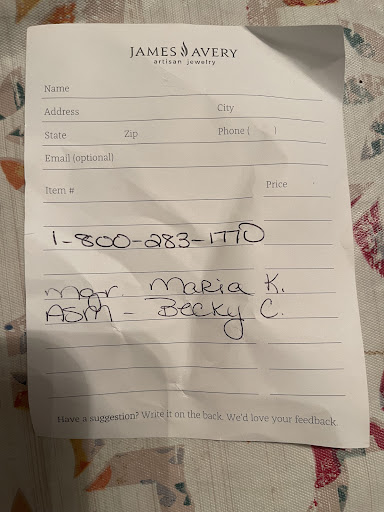 JAMES AVERY
artisan jewelry
Name
Address City
State Zip Phone ( )
Email (optional)
Item # Price
1-800-283-1770
mgr. Maria K.
ASM - Becky C.
Have a suggestion? Write it on the back. We'd love your feedback.